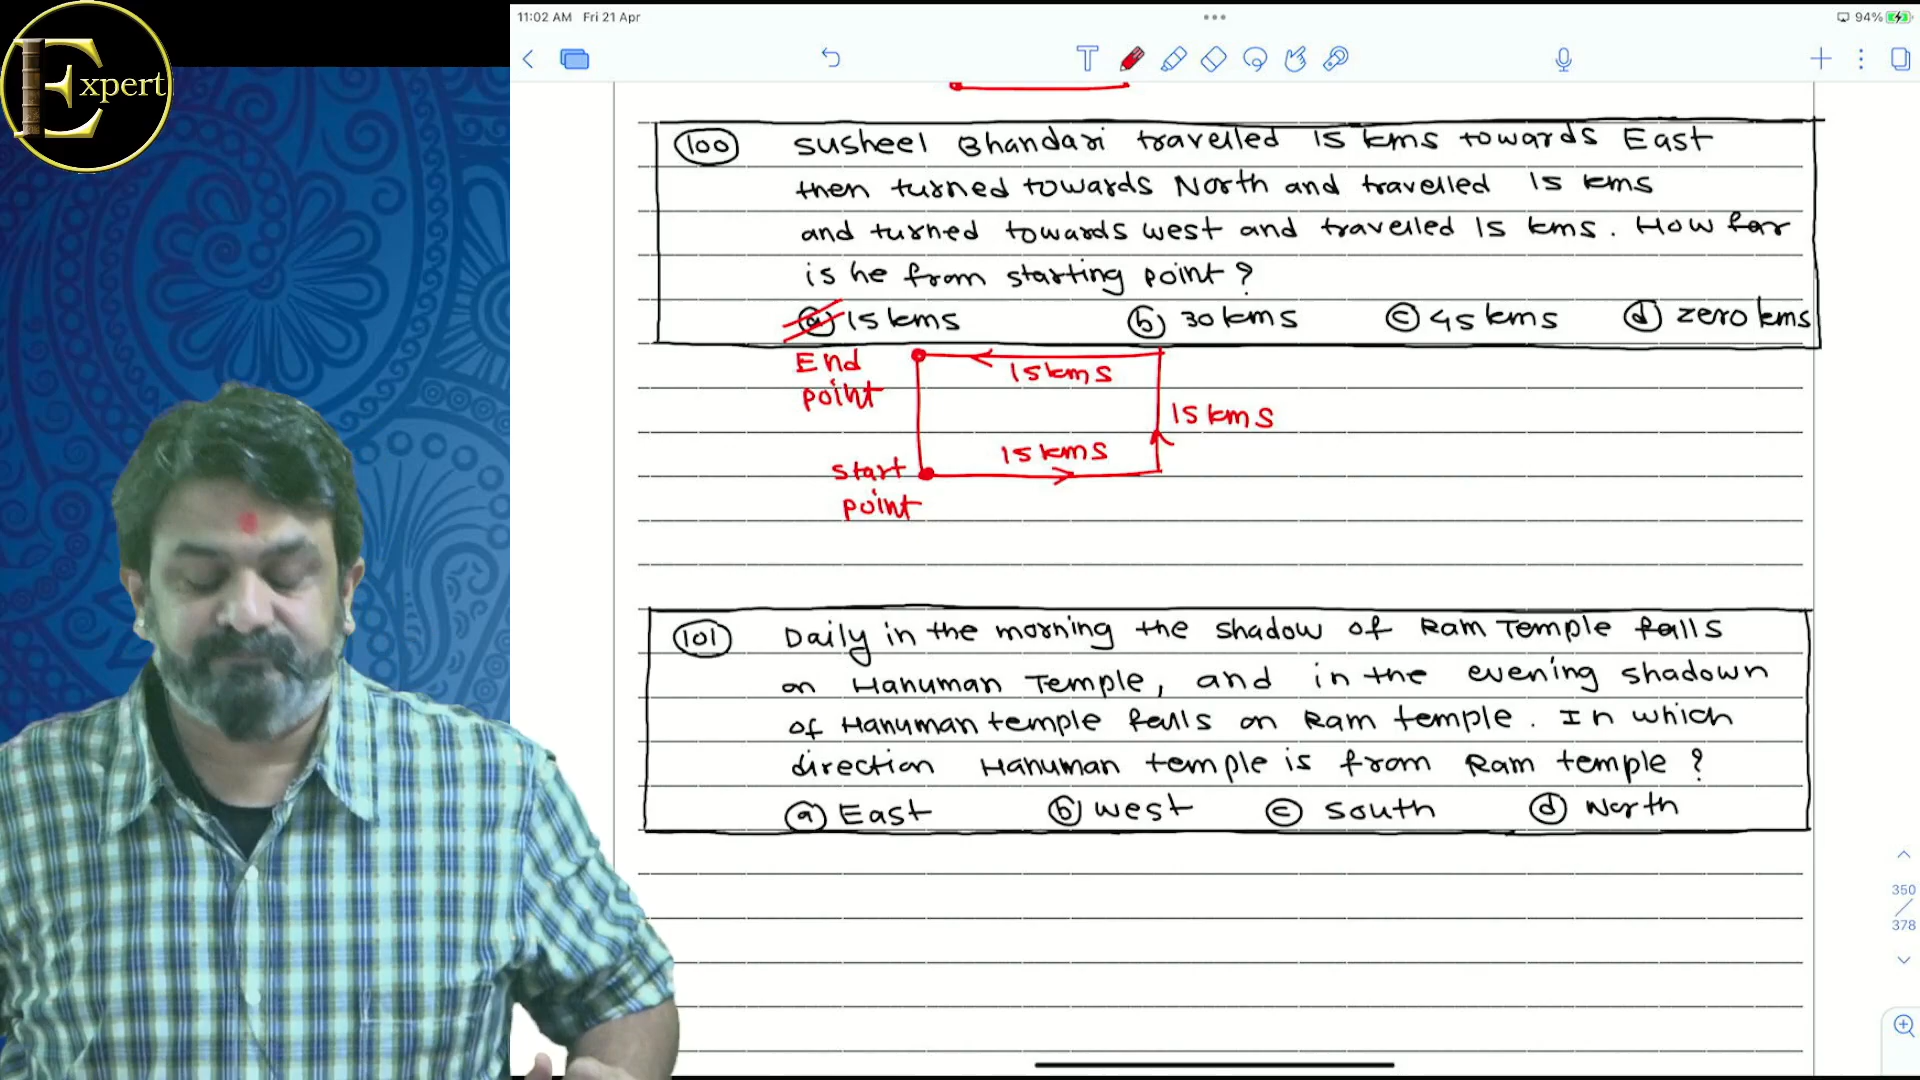 11:02 AM Fri 21 Apr
94%
Expert
T
100 Susheel Bhandari travelled 15 kms towards East
then turned towards North and travelled 15 kms
and turned towards west and travelled 15 kms. How far
is he from starting point ?
a 15 kms b 30 kms c 45 kms d zero kms
End
point
15 kms
15 kms
15 kms
start
point
101 Daily in the morning the shadow of Ram Temple falls
on Hanuman Temple, and in the evening shadown
of Hanuman temple falls on Ram temple. In which
direction Hanuman temple is from Ram temple ?
a East b west c south d North
350
378